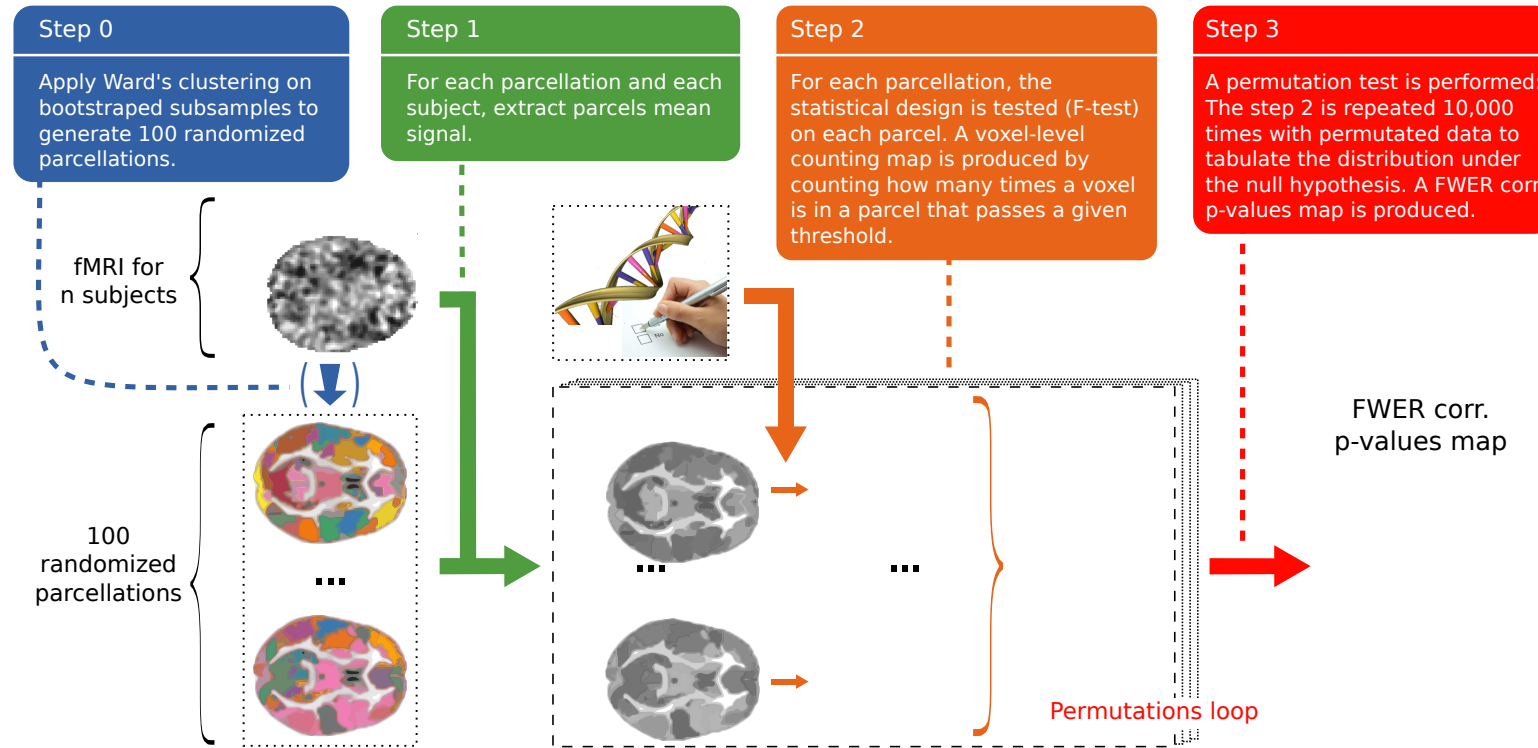 Step 0
Apply Ward's clustering on
bootstraped subsamples to
generate 100 randomized
parcellations.
Step 1
For each parcellation and each
subject, extract parcels mean
signal.
Step 2
For each parcellation, the
statistical design is tested (F-test)
on each parcel. A voxel-level
counting map is produced by
counting how many times a voxel
is in a parcel that passes a given
threshold.
Step 3
A permutation test is performed:
The step 2 is repeated 10,000
times with permutated data to
tabulate the distribution under
the null hypothesis. A FWER corr
p-values map is produced.
fMRI for
n subjects
No
100
randomized
parcellations
...
...
...
FWER corr.
p-values map
Permutations loop